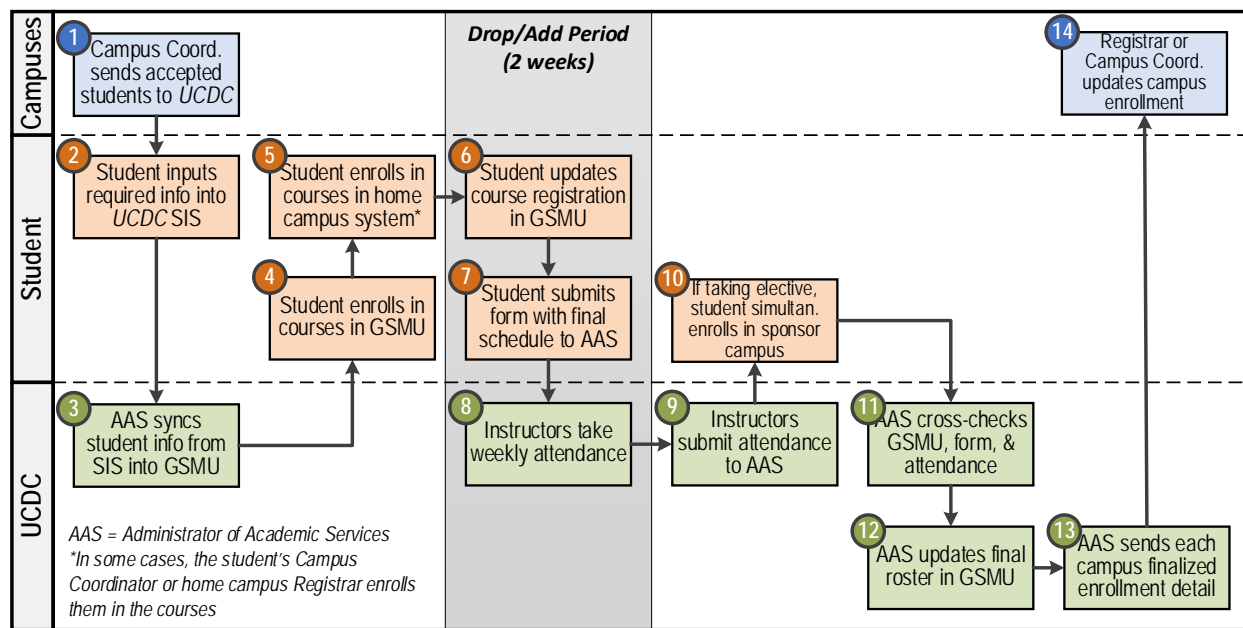 Campuses
1
Campus Coord.
sends accepted
students to UCDC
Drop/Add Period
(2 weeks)
14
Registrar or
Campus Coord.
updates campus
enrollment
Student
2
Student inputs
required info into
UCDC SIS
5
Student enrolls in
courses in home
campus system*
6
Student updates
course registration
in GSMU
4
Student enrolls in
courses in GSMU
7
Student submits
form with final
schedule to AAS
10
If taking elective,
student simultan.
enrolls in sponsor
campus
UCDC
3
AAS syncs
student info from
SIS into GSMU
8
Instructors take
weekly attendance
9
Instructors
submit attendance
to AAS
11
AAS cross-checks
GSMU, form, &
attendance
12
AAS updates final
roster in GSMU
13
AAS sends each
campus finalized
enrollment detail
AAS = Administrator of Academic Services
*In some cases, the student's Campus
Coordinator or home campus Registrar enrolls
them in the courses